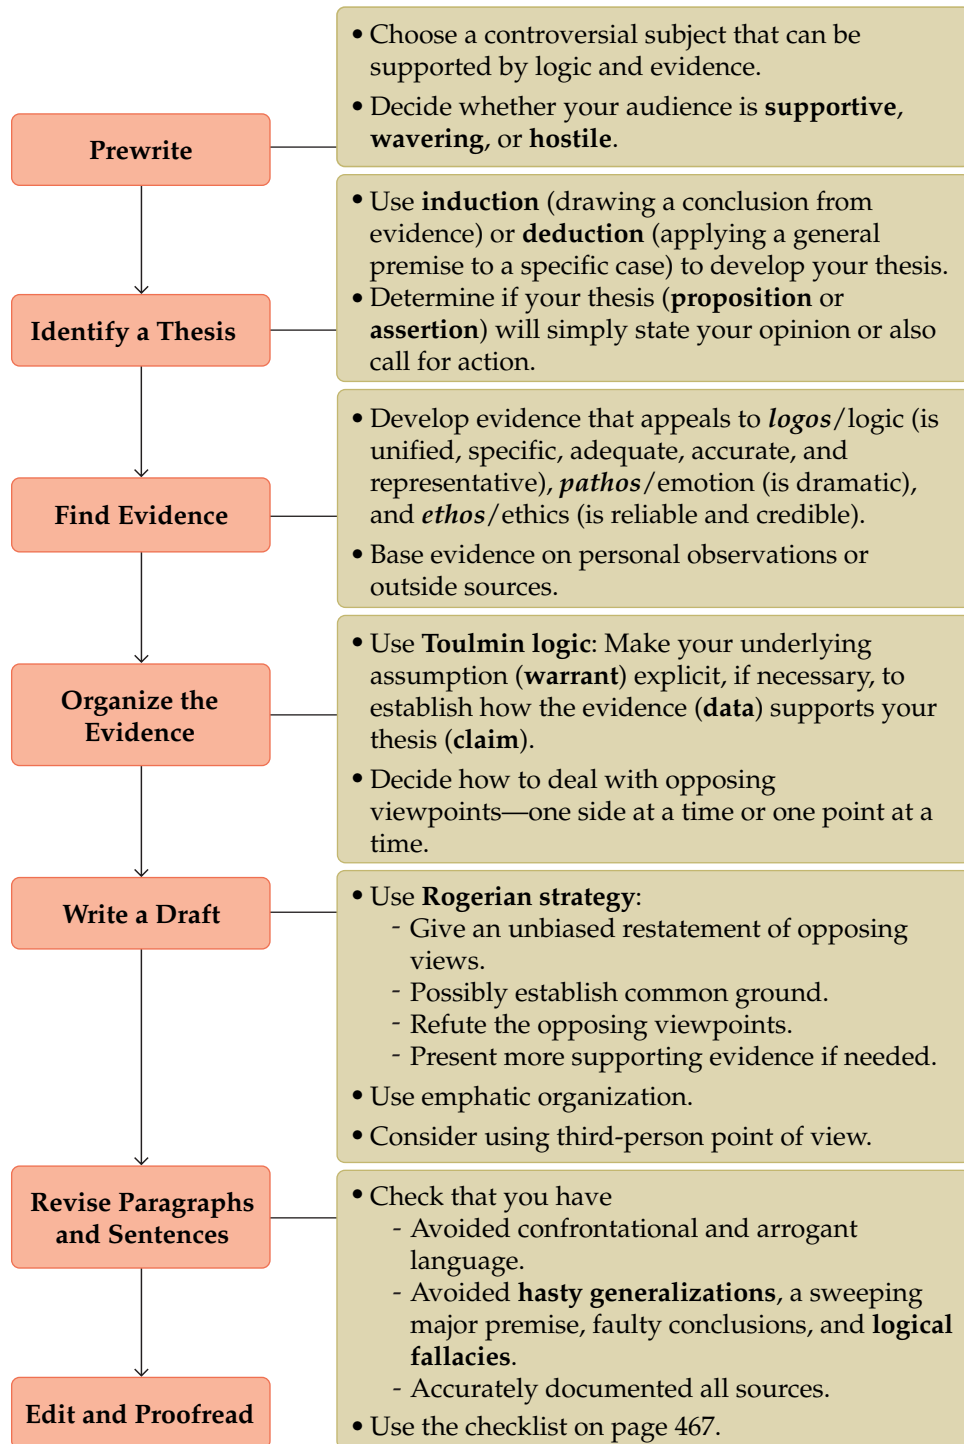 • Choose a controversial subject that can be
supported by logic and evidence.
• Decide whether your audience is supportive,
wavering, or hostile.
Prewrite
• Use induction (drawing a conclusion from
evidence) or deduction (applying a general
premise to a specific case) to develop your thesis.
• Determine if your thesis (proposition or
assertion) will simply state your opinion or also
call for action.
Identify a Thesis
• Develop evidence that appeals to logos/logic (is
unified, specific, adequate, accurate, and
representative), pathos/emotion (is dramatic),
and ethos/ethics (is reliable and credible).
• Base evidence on personal observations or
outside sources.
Find Evidence
• Use Toulmin logic: Make your underlying
assumption (warrant) explicit, if necessary, to
establish how the evidence (data) supports your
thesis (claim).
• Decide how to deal with opposing
viewpoints—one side at a time or one point at a
time.
Organize the
Evidence
• Use Rogerian strategy:
- Give an unbiased restatement of opposing
views.
- Possibly establish common ground.
- Refute the opposing viewpoints.
- Present more supporting evidence if needed.
• Use emphatic organization.
• Consider using third-person point of view.
Write a Draft
• Check that you have
- Avoided confrontational and arrogant
language.
- Avoided hasty generalizations, a sweeping
major premise, faulty conclusions, and logical
fallacies.
- Accurately documented all sources.
• Use the checklist on page 467.
Revise Paragraphs
and Sentences
Edit and Proofread